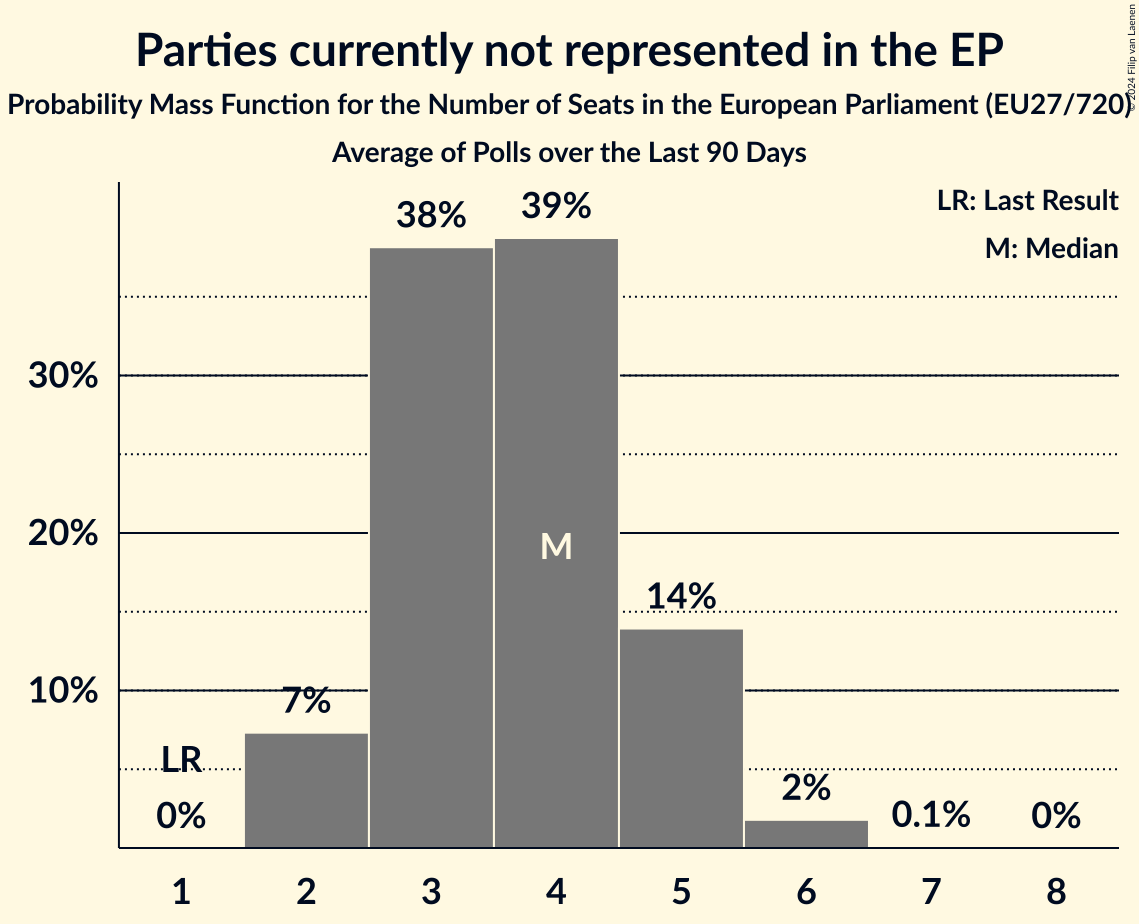 Parties currently not represented in the EP
Probability Mass Function for the Number of Seats in the European Parliament (EU27/720)
Average of Polls over the Last 90 Days
© 2024 Filip van Laenen
LR: Last Result
M: Median
38%
39%
30%
20%
M
14%
10%
7%
LR
0%
2%
0.1%
0%
1 2 3 4 5 6 7 8